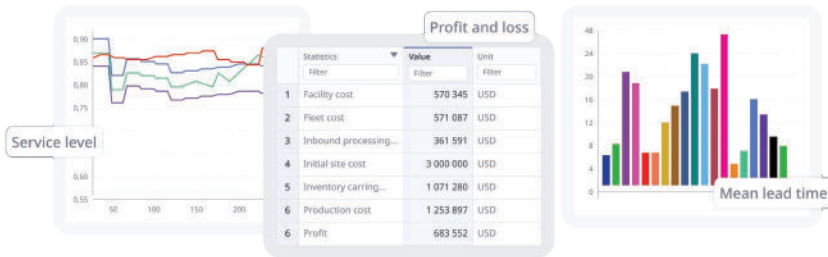 Profit and loss
0,90
0,85
0,80
0,75
Service level
0,60
0,55
50 100 150 200
Statistics Value Unit
Filter Filter Filter
1 Facility cost 570 345 USD
2 Fleet cost 571 087 USD
3 Inbound processing... 361 591 USD
4 Initial site cost 3 000 000 USD
5 Inventory carring... 1 071 280 USD
6 Production cost 1 253 897 USD
6 Profit 683 552 USD
48
24
20
16
12
8
4
0
Mean lead time